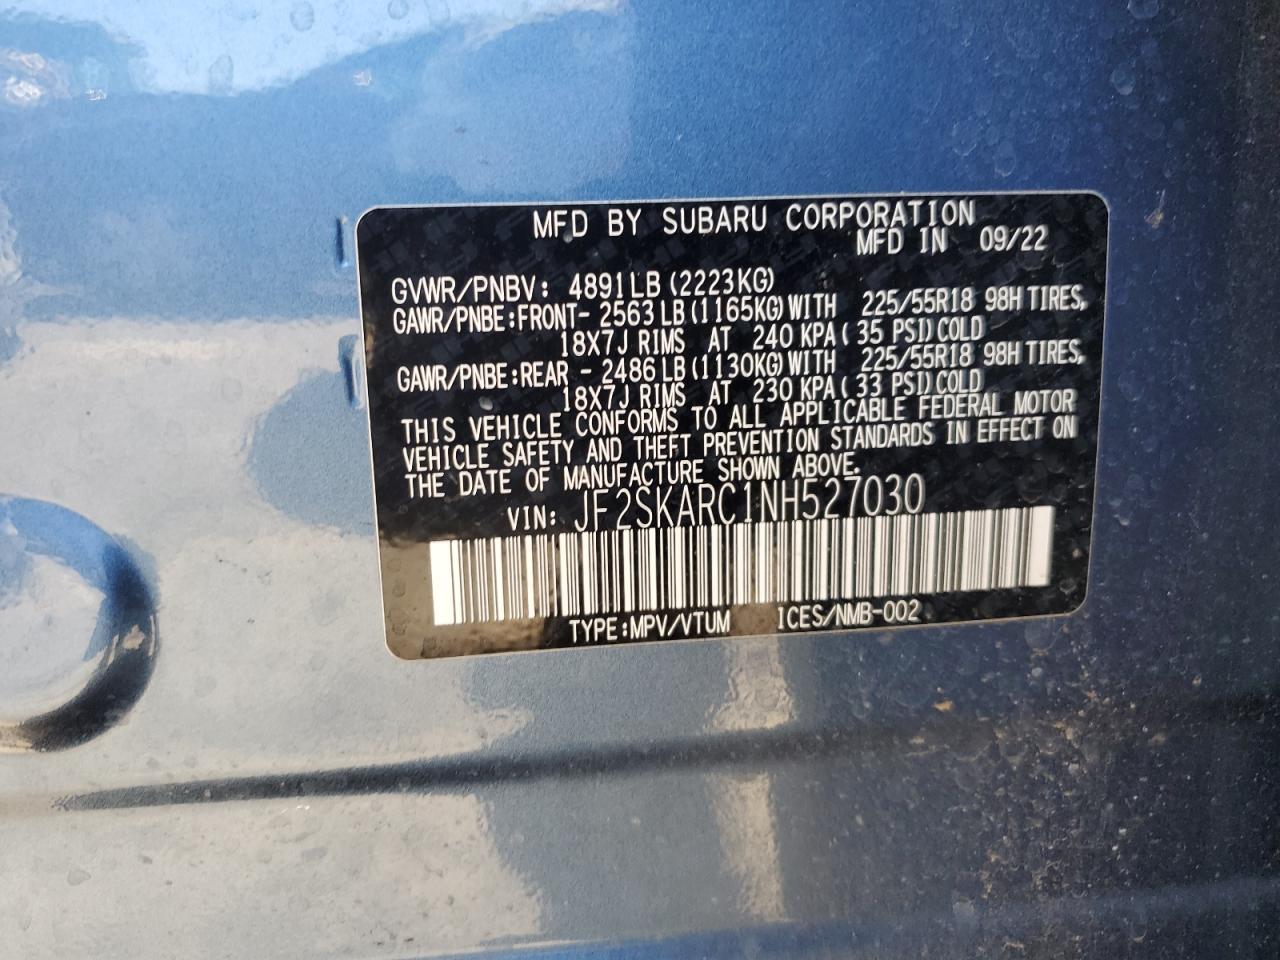 MFD BY SUBARU CORPORATION
MFD IN 09/22
GVWR/PNBV: 4891LB (2223KG)
GAWR/PNBE:FRONT- 2563LB (1165KG)WITH 225/55R18 98H TIRES,
18X7J RIMS AT 240 KPA( 35 PSI)COLD
GAWR/PNBE:REAR - 2486LB (1130KG)WITH 225/55R18 98H TIRES,
18X7J RIMS AT 230 KPA( 33 PSI)COLD
THIS VEHICLE CONFORMS TO ALL APPLICABLE FEDERAL MOTOR
VEHICLE SAFETY AND THEFT PREVENTION STANDARDS IN EFFECT ON
THE DATE OF MANUFACTURE SHOWN ABOVE.
VIN: JF2SKARC1NH527030
TYPE:MPV/VTUM ICES/NMB-002